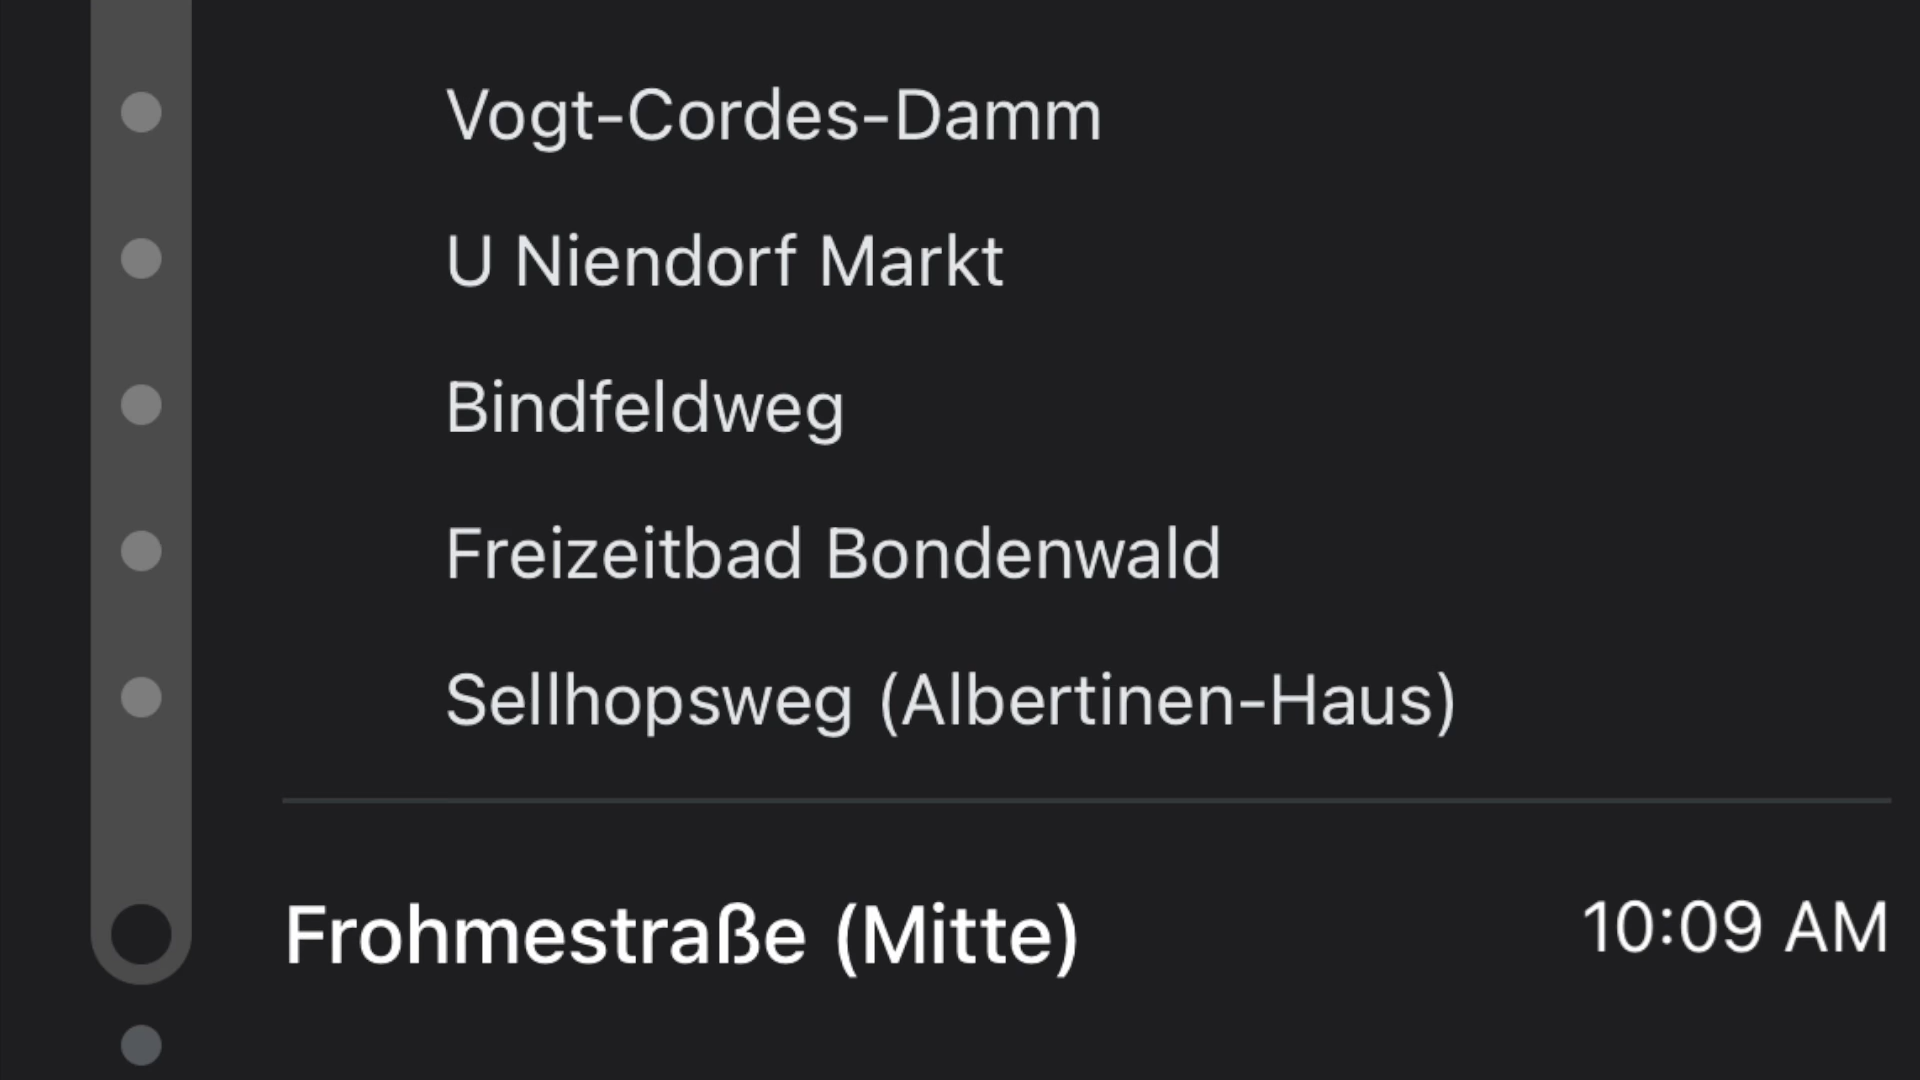 Vogt-Cordes-Damm
U Niendorf Markt
Bindfeldweg
Freizeitbad Bondenwald
Sellhopsweg (Albertinen-Haus)
Frohmestraße (Mitte) 10:09 AM